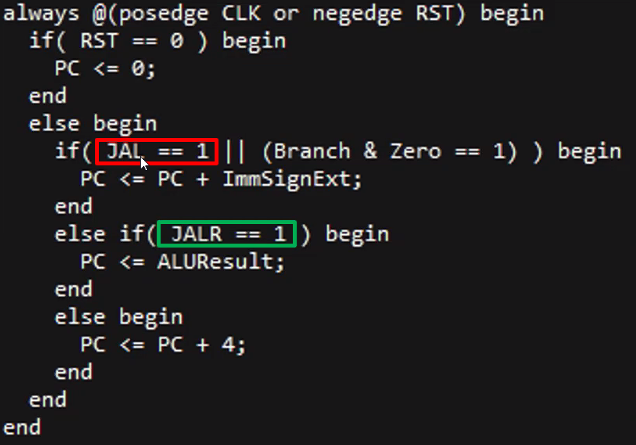 always @(posedge CLK or negedge RST) begin
  if( RST == 0 ) begin
    PC <= 0;
  end
  else begin
    if( JAL == 1 || (Branch & Zero == 1) ) begin
      PC <= PC + ImmSignExt;
    end
    else if( JALR == 1 ) begin
      PC <= ALUResult;
    end
    else begin
      PC <= PC + 4;
    end
  end
end